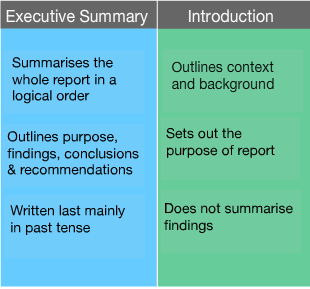 Executive Summary
Introduction
Summarises the
whole report in a
logical order
Outlines context
and background
Outlines purpose,
findings, conclusions
& recommendations
Sets out the
purpose of report
Written last mainly
in past tense
Does not summarise
findings